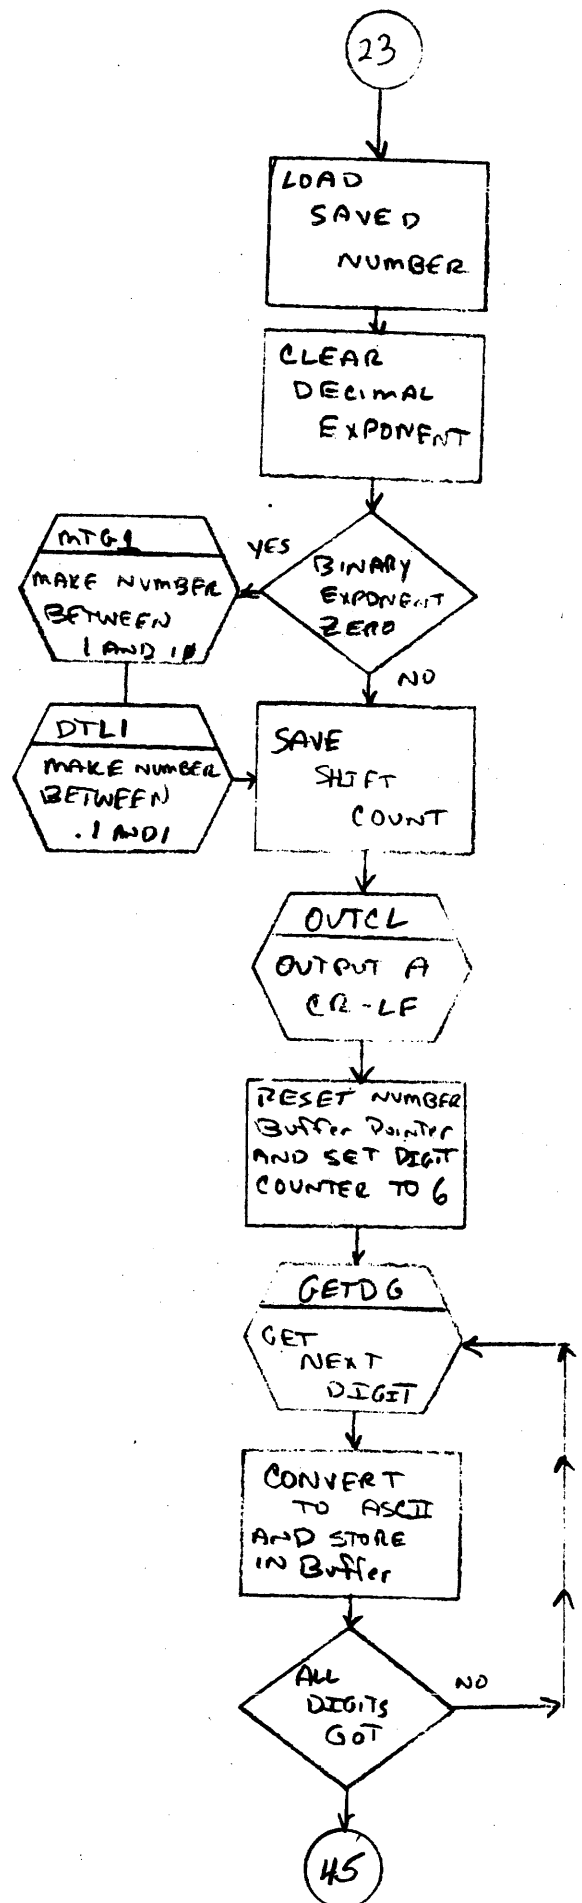 23
LOAD
SAVED
NUMBER
CLEAR
DECIMAL
EXPONENT
MTG1
MAKE NUMBER
BETWEEN
1 AND 10
YES
BINARY
EXPONENT
ZERO
NO
DTL1
MAKE NUMBER
BETWEEN
.1 AND 1
SAVE
SHIFT
COUNT
OUTCL
OUTPUT A
CR-LF
RESET NUMBER
Buffer Pointer
AND SET DIGIT
COUNTER TO 6
GETDG
GET
NEXT
DIGIT
CONVERT
TO ASCII
AND STORE
IN Buffer
ALL
DIGITS
GOT
NO
45